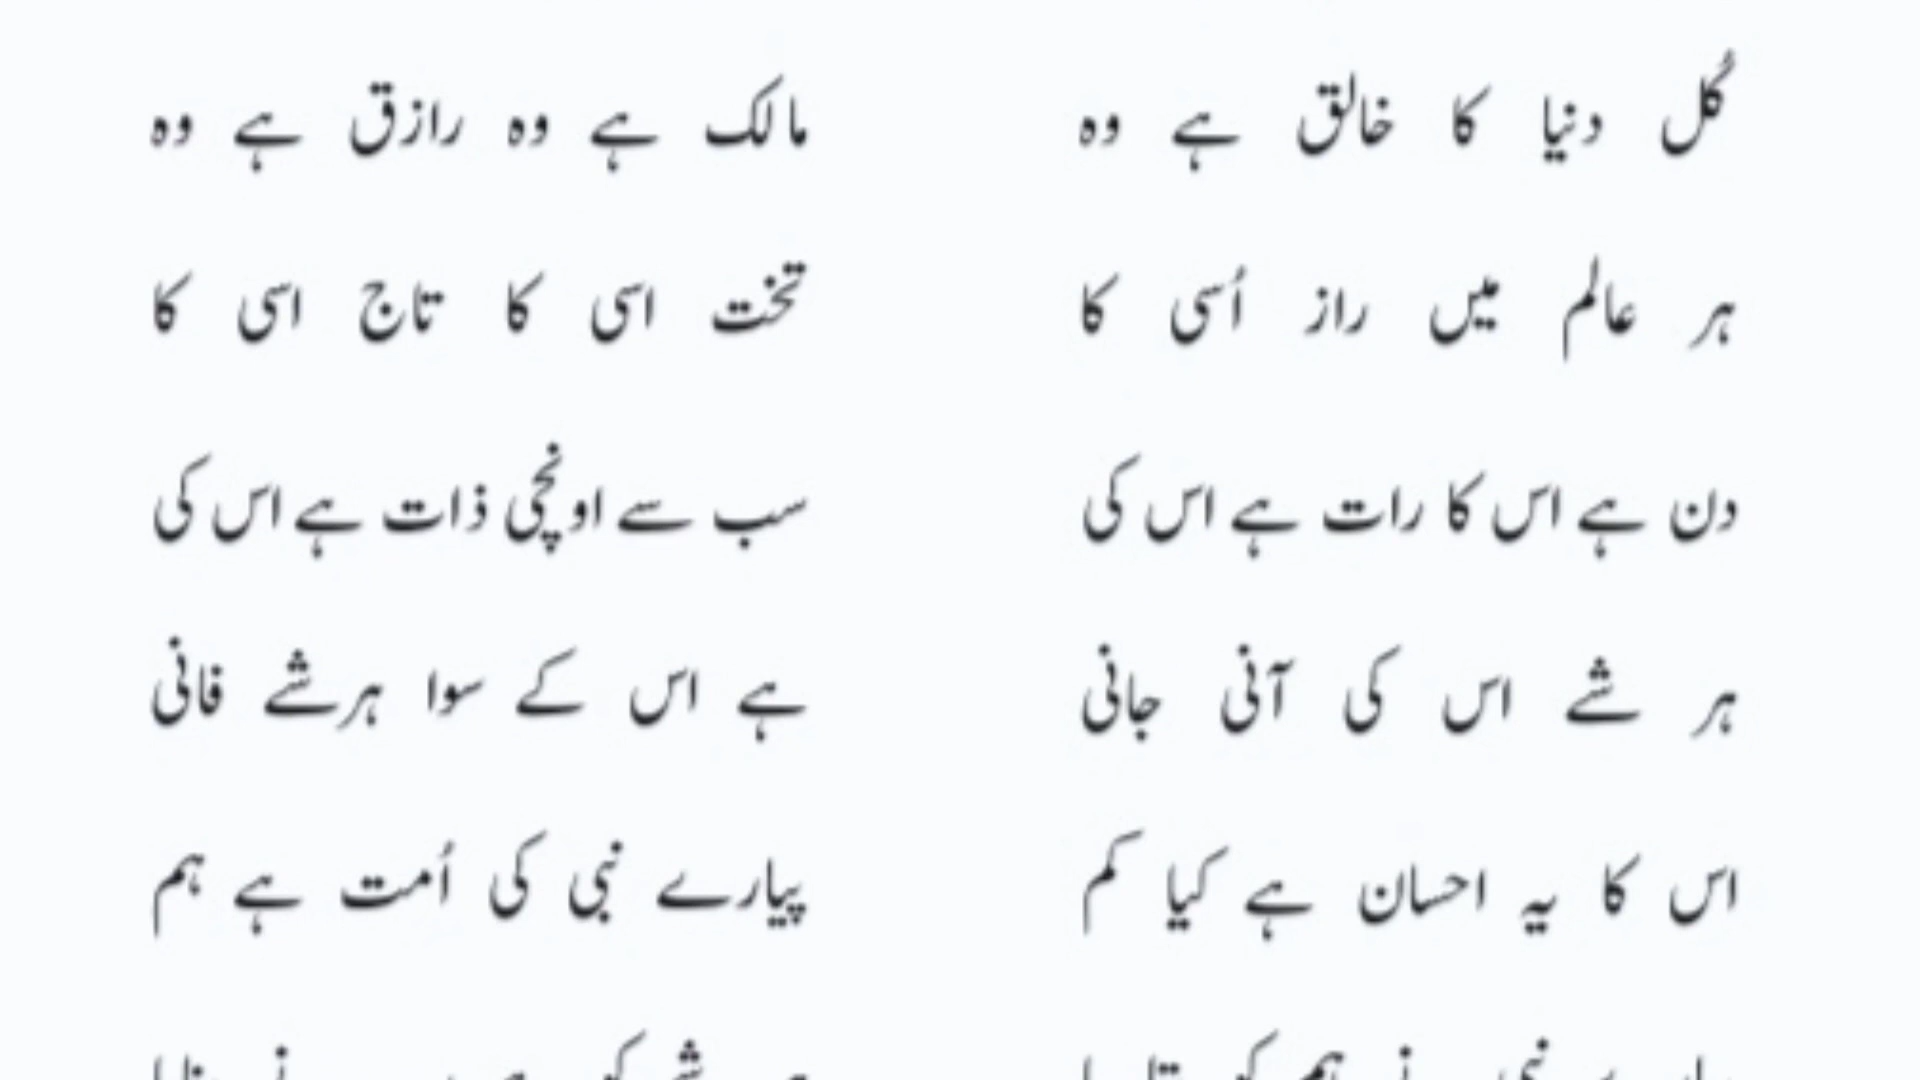 کُل دنیا کا خالق ہے وہ
مالک ہے وہ رازق ہے وہ
ہر عالم میں راز اُسی کا
تخت اسی کا تاج اسی کا
دن ہے اس کا رات ہے اس کی
سب سے اونچی ذات ہے اس کی
ہر شے اس کی آنی جانی
ہے اس کے سوا ہر شے فانی
اس کا یہ احسان ہے کیا کم
پیارے نبی کی اُمت ہے ہم